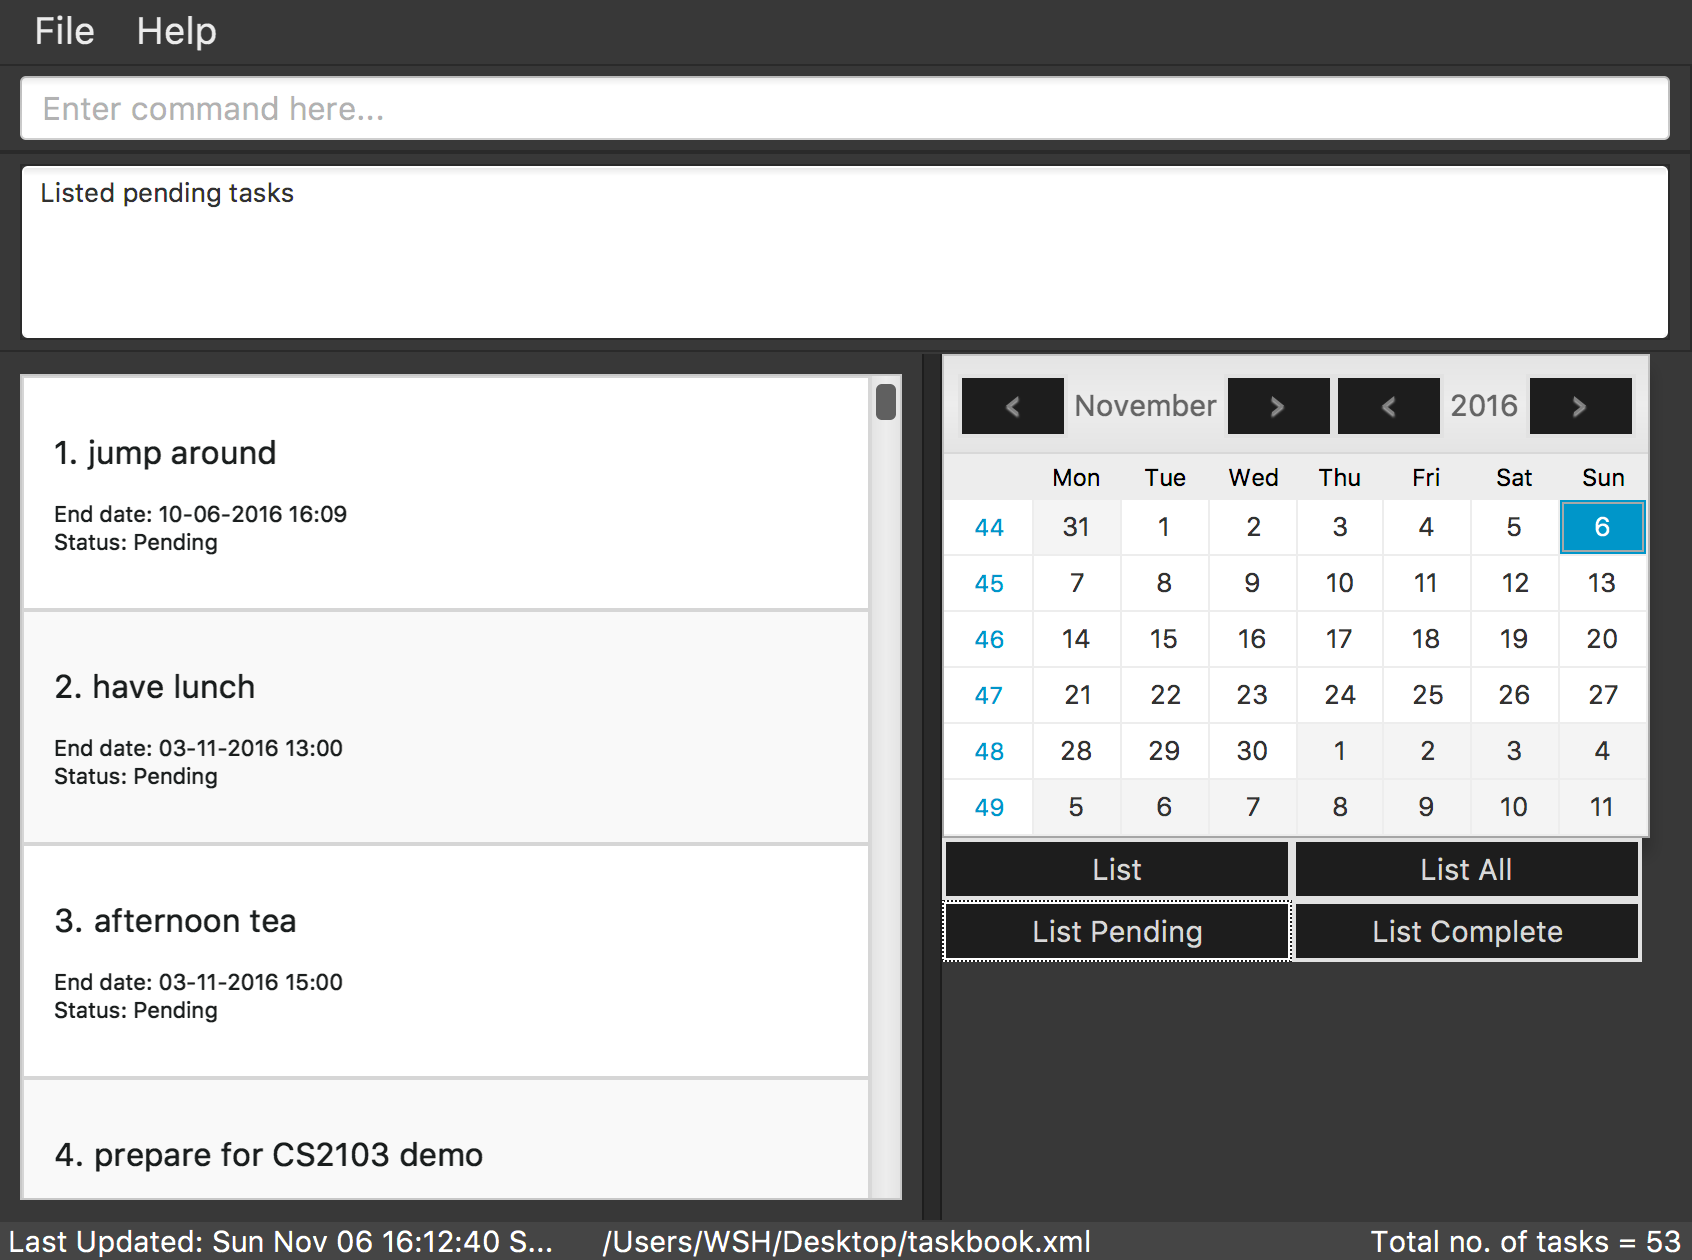 File Help
Enter command here...
Listed pending tasks
1. jump around
End date: 10-06-2016 16:09
Status: Pending
2. have lunch
End date: 03-11-2016 13:00
Status: Pending
3. afternoon tea
End date: 03-11-2016 15:00
Status: Pending
4. prepare for CS2103 demo
< November > < 2016 >
Mon Tue Wed Thu Fri Sat Sun
44 31 1 2 3 4 5 6
45 7 8 9 10 11 12 13
46 14 15 16 17 18 19 20
47 21 22 23 24 25 26 27
48 28 29 30 1 2 3 4
49 5 6 7 8 9 10 11
List List All
List Pending List Complete
Last Updated: Sun Nov 06 16:12:40 S... /Users/WSH/Desktop/taskbook.xml Total no. of tasks = 53